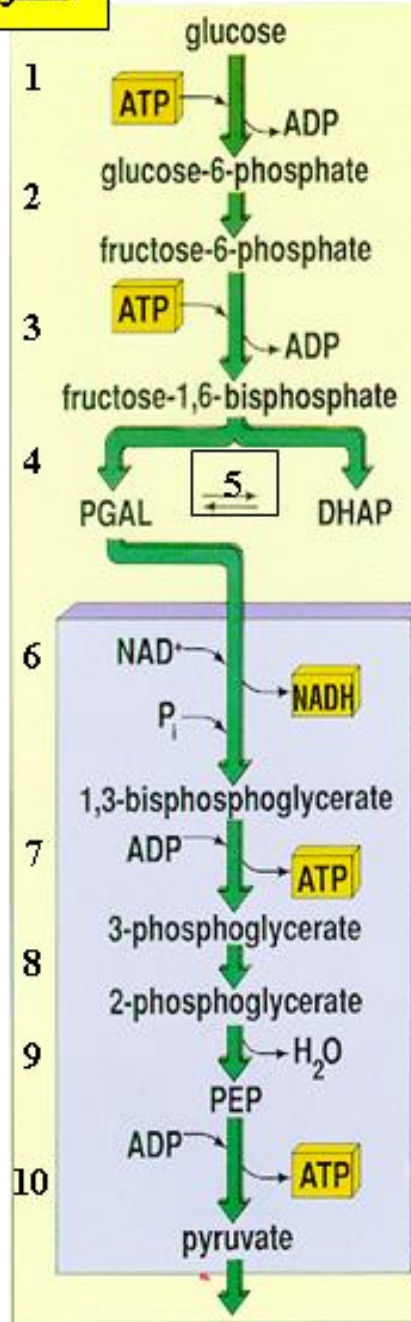 glucose
1
ATP → ADP
glucose-6-phosphate
2
fructose-6-phosphate
ATP
3
ADP
fructose-1,6-bisphosphate
4
5
PGAL DHAP
6
NAD⁺
NADH
Pᵢ
1,3-bisphosphoglycerate
ADP
7
ATP
3-phosphoglycerate
8
2-phosphoglycerate
9
H₂O
PEP
ADP
10
ATP
pyruvate